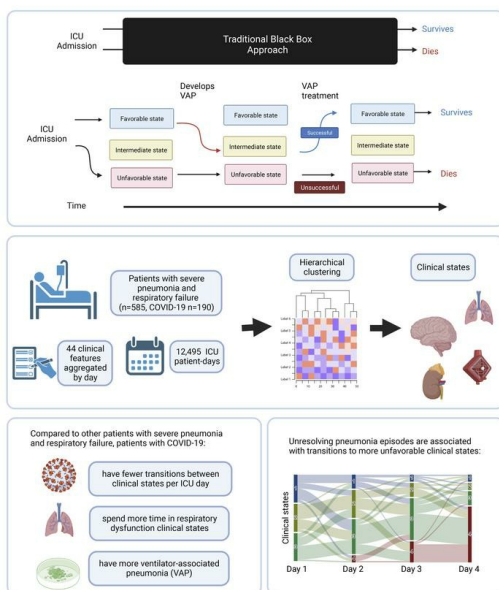 ICU
Admission
Traditional Black Box
Approach
Survives
Dies
Develops
VAP
VAP
treatment
ICU
Admission
Favorable state
Intermediate state
Unfavorable state
Favorable state
Intermediate state
Unfavorable state
Successful
Unsuccessful
Favorable state
Intermediate state
Unfavorable state
Survives
Dies
Time
Patients with severe
pneumonia and
respiratory failure
(n=585, COVID-19 n=190)
44 clinical
features
aggregated
by day
12,495 ICU
patient-days
Hierarchical
clustering
Clinical states
Compared to other patients with severe pneumonia
and respiratory failure, patients with COVID-19:
have fewer transitions between
clinical states per ICU day
spend more time in respiratory
dysfunction clinical states
have more ventilator-associated
pneumonia (VAP)
Unresolving pneumonia episodes are associated
with transitions to more unfavorable clinical states:
Clinical states
Day 1
Day 2
Day 3
Day 4